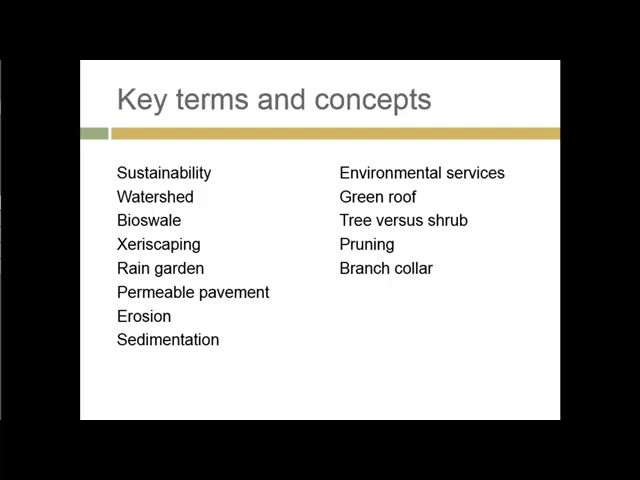 Key terms and concepts
Sustainability
Watershed
Bioswale
Xeriscaping
Rain garden
Permeable pavement
Erosion
Sedimentation
Environmental services
Green roof
Tree versus shrub
Pruning
Branch collar